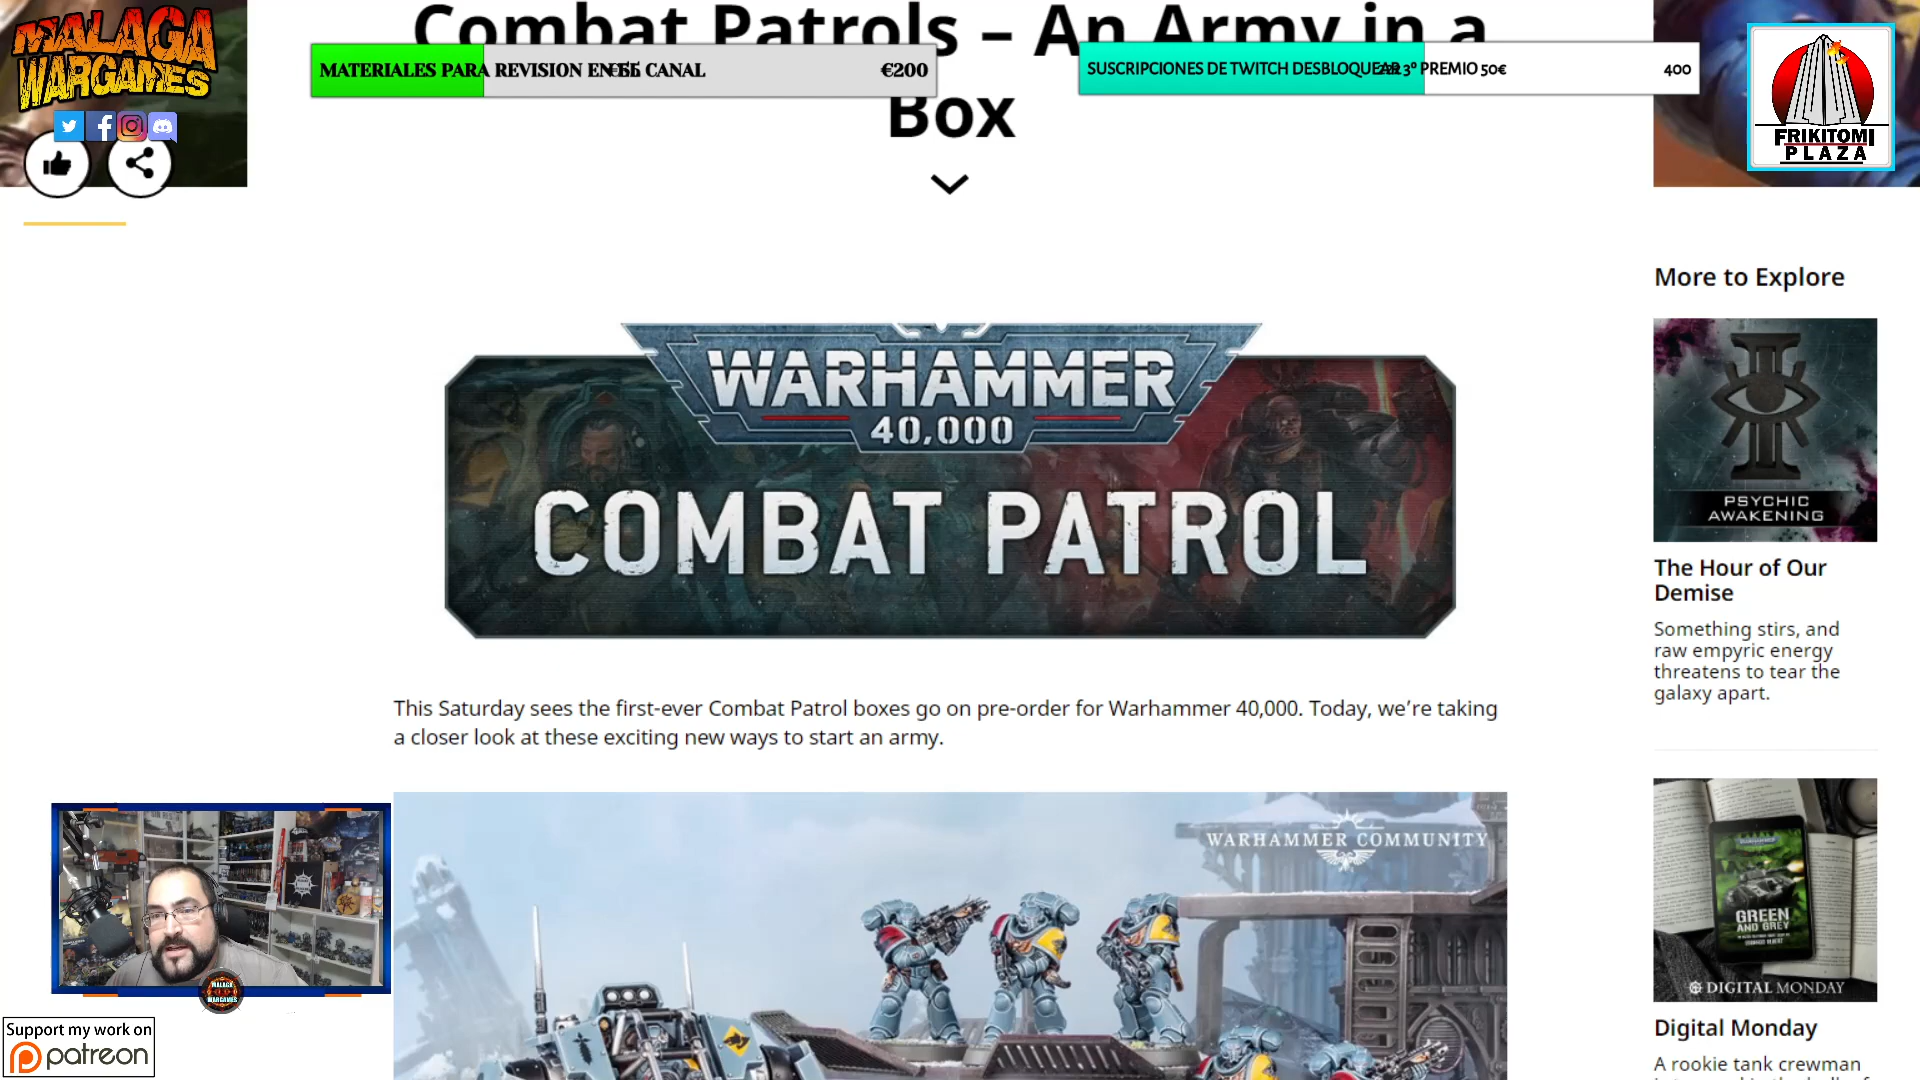 MALAGA
WARGAMES
Combat Patrols – An Army in a
Box
MATERIALES PARA REVISION EN EL CANAL
€200
SUSCRIPCIONES DE TWITCH DESBLOQUEAR 3º PREMIO 50€
400
FRIKITOMI
PLAZA
WARHAMMER
40,000
COMBAT PATROL
This Saturday sees the first-ever Combat Patrol boxes go on pre-order for Warhammer 40,000. Today, we’re taking
a closer look at these exciting new ways to start an army.
WARHAMMER COMMUNITY
More to Explore
PSYCHIC
AWAKENING
The Hour of Our
Demise
Something stirs, and
raw empyric energy
threatens to tear the
galaxy apart.
GREEN
AND GREY
DIGITAL MONDAY
Digital Monday
A rookie tank crewman
MALAGA
WARGAMES
Support my work on
patreon